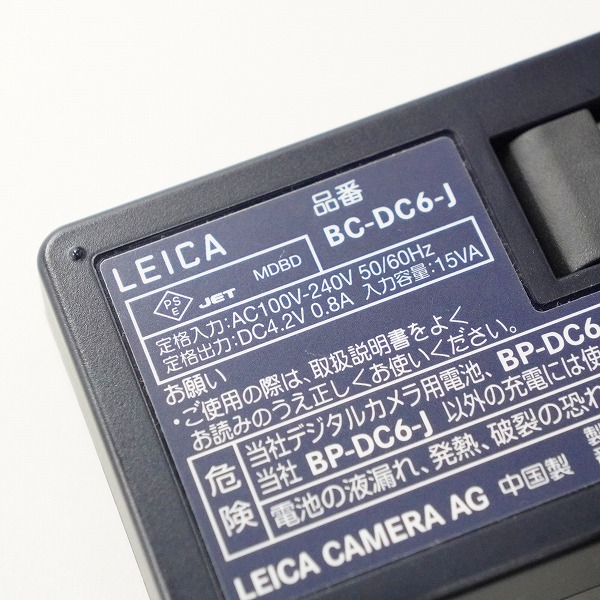 LEICA 品番 BC-DC6-J
PSE JET MDBD
定格入力:AC100V-240V 50/60Hz
定格出力:DC4.2V 0.8A 入力容量:15VA
お願い
・ご使用の際は、取扱説明書をよく
お読みのうえ正しくお使いください。
危険
当社デジタルカメラ用電池、BP-DC6
当社 BP-DC6-J 以外の充電には使
電池の液漏れ、発熱、破裂の恐れ
LEICA CAMERA AG 中国製